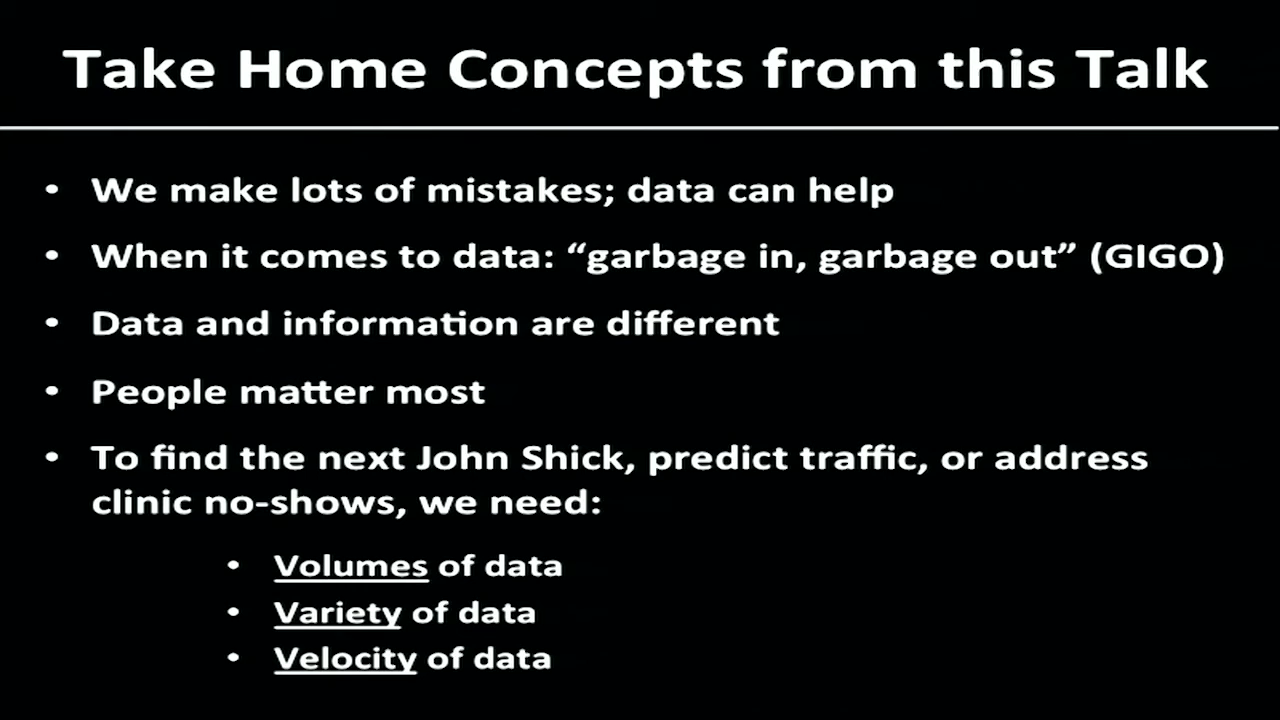 Take Home Concepts from this Talk
• We make lots of mistakes; data can help
• When it comes to data: “garbage in, garbage out” (GIGO)
• Data and information are different
• People matter most
• To find the next John Shick, predict traffic, or address
clinic no-shows, we need:
• Volumes of data
• Variety of data
• Velocity of data